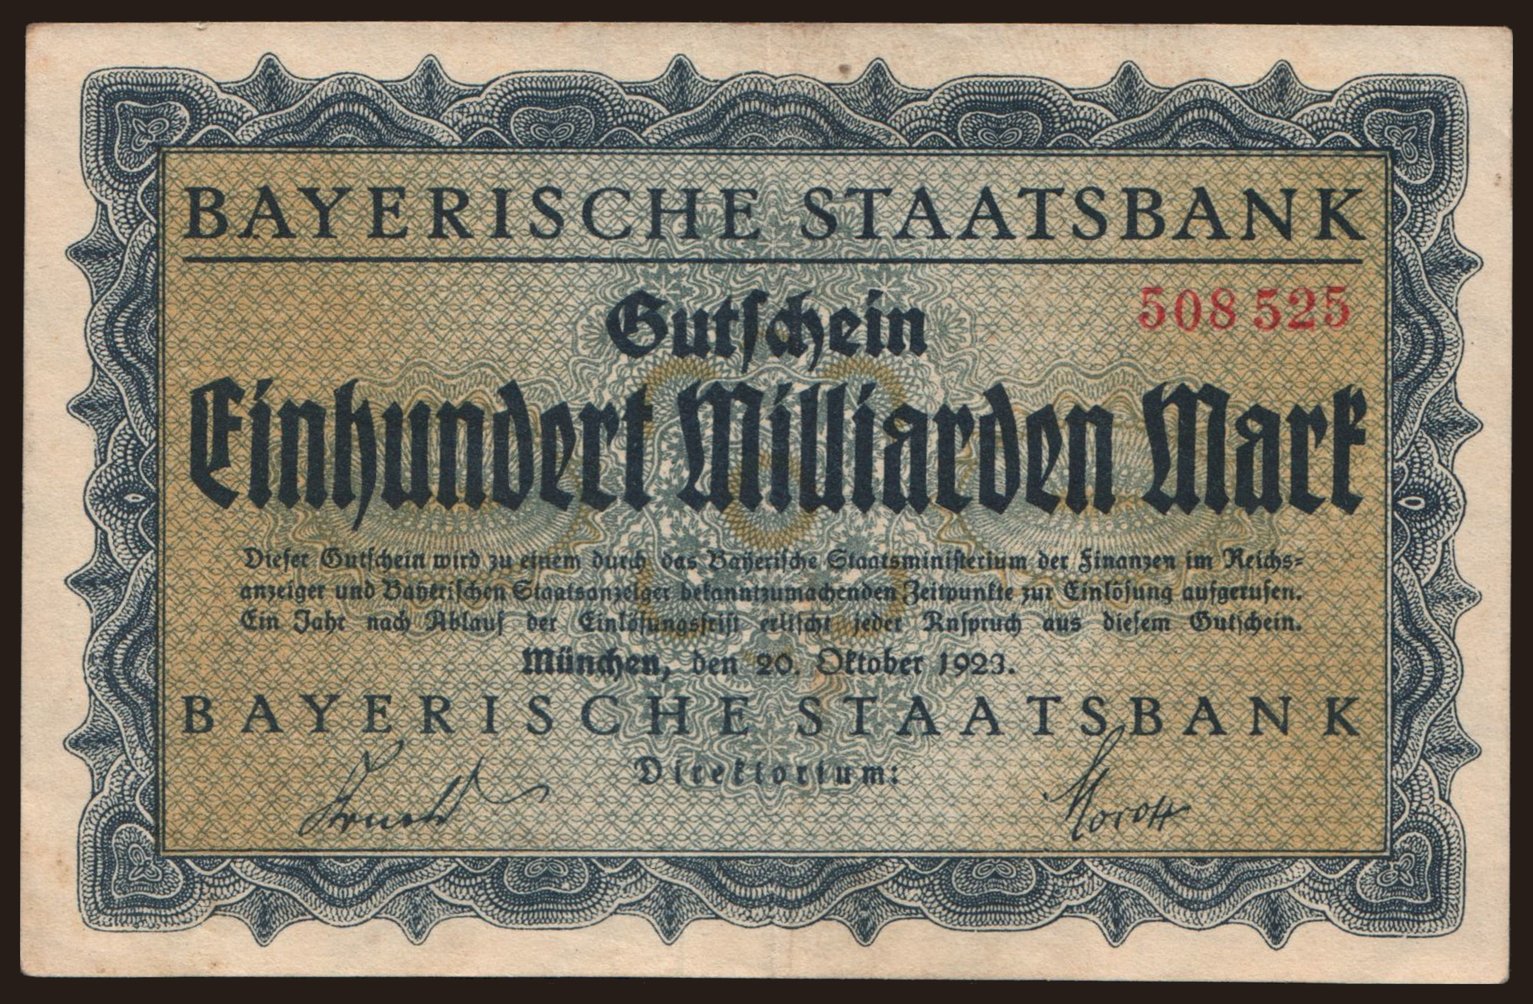 BAYERISCHE STAATSBANK
508 525
Gutschein
Einhundert Milliarden Mark
Dieser Gutschein wird zu einem durch das Bayerische Staatsministerium der Finanzen im Reichs=
anzeiger und Bayerischen Staatsanzeiger bekanntzumachenden Zeitpunkte zur Einlösung aufgerufen.
Ein Jahr nach Ablauf der Einlösungsfrist erlischt jeder Anspruch aus diesem Gutschein.
München, den 20. Oktober 1923.
BAYERISCHE STAATSBANK
Direktorium: